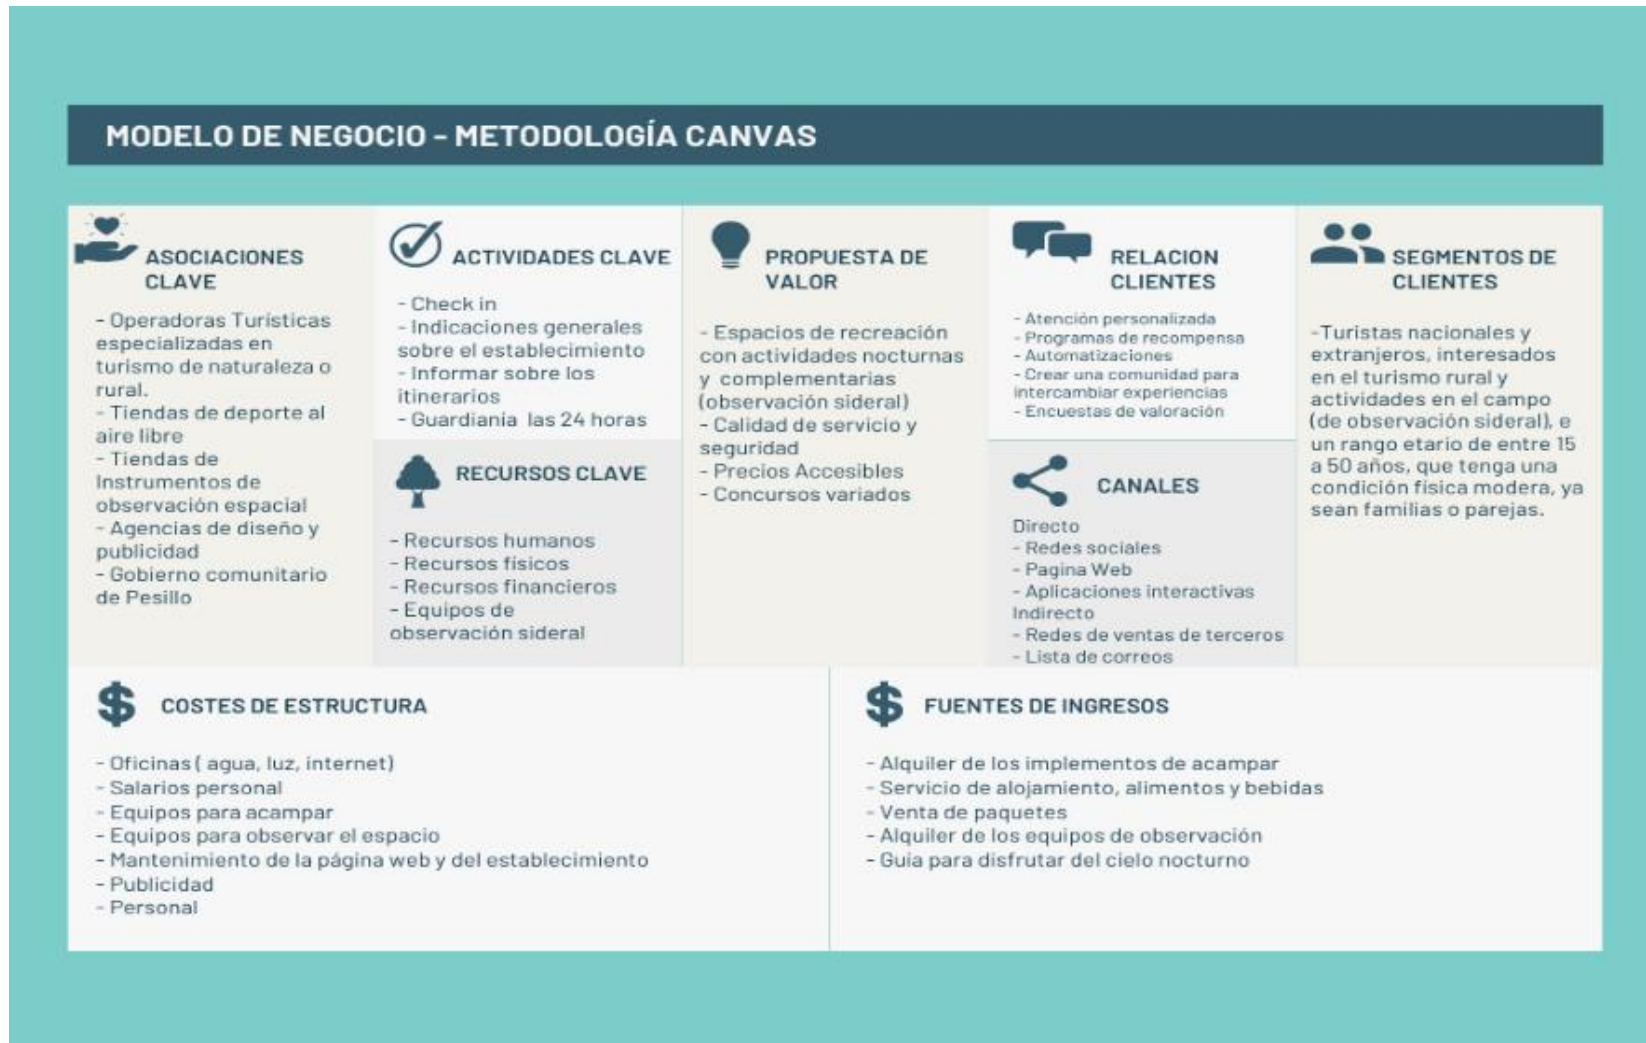 MODELO DE NEGOCIO - METODOLOGÍA CANVAS
ASOCIACIONES
CLAVE
- Operadoras Turísticas
especializadas en
turismo de naturaleza o
rural.
- Tiendas de deporte al
aire libre
- Tiendas de
Instrumentos de
observación espacial
- Agencias de diseño y
publicidad
- Gobierno comunitario
de Pesillo
ACTIVIDADES CLAVE
- Check in
- Indicaciones generales
sobre el establecimiento
- Informar sobre los
itinerarios
- Guardianía las 24 horas
RECURSOS CLAVE
- Recursos humanos
- Recursos físicos
- Recursos financieros
- Equipos de
observación sideral
PROPUESTA DE
VALOR
- Espacios de recreación
con actividades nocturnas
y complementarias
(observación sideral)
- Calidad de servicio y
seguridad
- Precios Accesibles
- Concursos variados
RELACION
CLIENTES
- Atención personalizada
- Programas de recompensa
- Automatizaciones
- Crear una comunidad para
intercambiar experiencias
- Encuestas de valoración
CANALES
Directo
- Redes sociales
- Pagina Web
- Aplicaciones interactivas
Indirecto
- Redes de ventas de terceros
- Lista de correos
SEGMENTOS DE
CLIENTES
-Turistas nacionales y
extranjeros, interesados
en el turismo rural y
actividades en el campo
(de observación sideral), e
un rango etario de entre 15
a 50 años, que tenga una
condición física modera, ya
sean familias o parejas.
COSTES DE ESTRUCTURA
- Oficinas ( agua, luz, internet)
- Salarios personal
- Equipos para acampar
- Equipos para observar el espacio
- Mantenimiento de la página web y del establecimiento
- Publicidad
- Personal
FUENTES DE INGRESOS
- Alquiler de los implementos de acampar
- Servicio de alojamiento, alimentos y bebidas
- Venta de paquetes
- Alquiler de los equipos de observación
- Guía para disfrutar del cielo nocturno